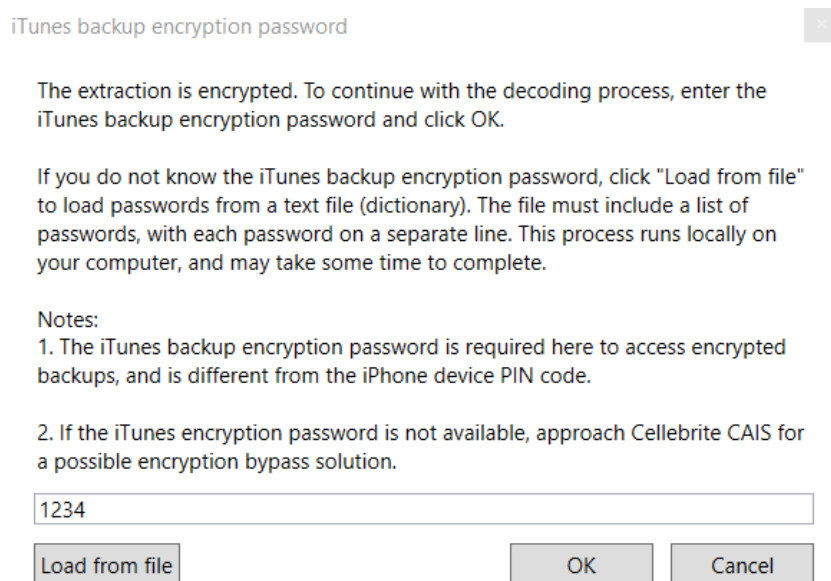 iTunes backup encryption password
The extraction is encrypted. To continue with the decoding process, enter the
iTunes backup encryption password and click OK.
If you do not know the iTunes backup encryption password, click "Load from file"
to load passwords from a text file (dictionary). The file must include a list of
passwords, with each password on a separate line. This process runs locally on
your computer, and may take some time to complete.
Notes:
1. The iTunes backup encryption password is required here to access encrypted
backups, and is different from the iPhone device PIN code.
2. If the iTunes encryption password is not available, approach Cellebrite CAIS for
a possible encryption bypass solution.
1234
Load from file OK Cancel